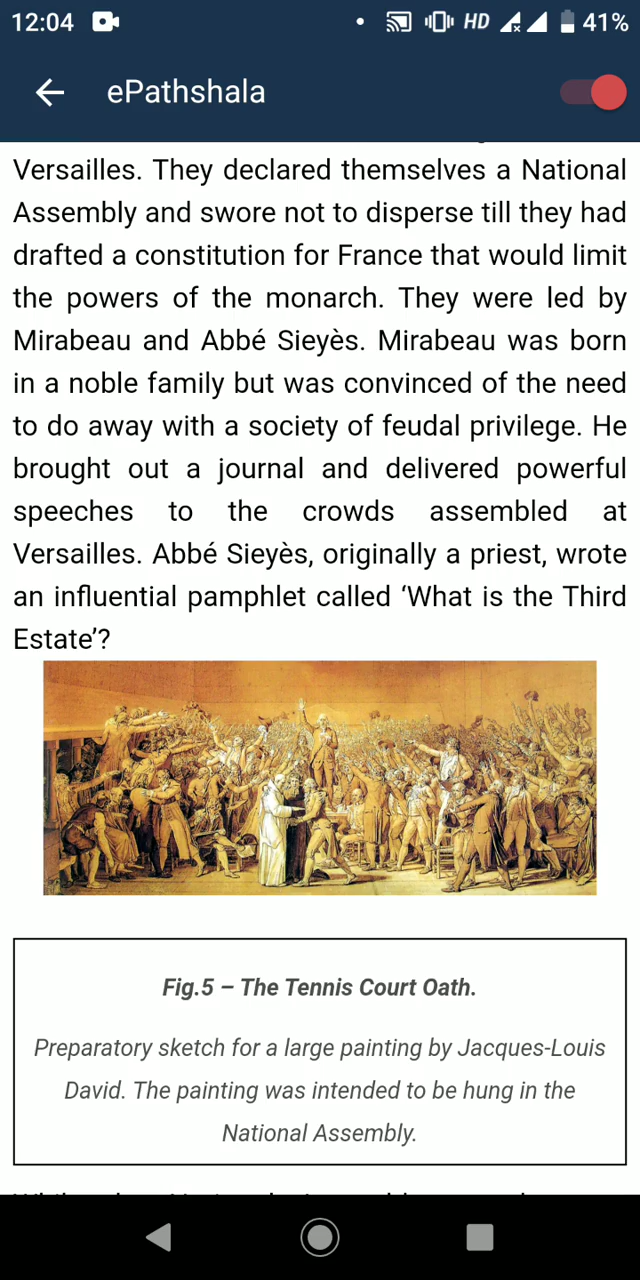 12:04 HD 41%
ePathshala
Versailles. They declared themselves a National
Assembly and swore not to disperse till they had
drafted a constitution for France that would limit
the powers of the monarch. They were led by
Mirabeau and Abbé Sieyès. Mirabeau was born
in a noble family but was convinced of the need
to do away with a society of feudal privilege. He
brought out a journal and delivered powerful
speeches to the crowds assembled at
Versailles. Abbé Sieyès, originally a priest, wrote
an influential pamphlet called ‘What is the Third
Estate’?
Fig.5 – The Tennis Court Oath.
Preparatory sketch for a large painting by Jacques-Louis
David. The painting was intended to be hung in the
National Assembly.